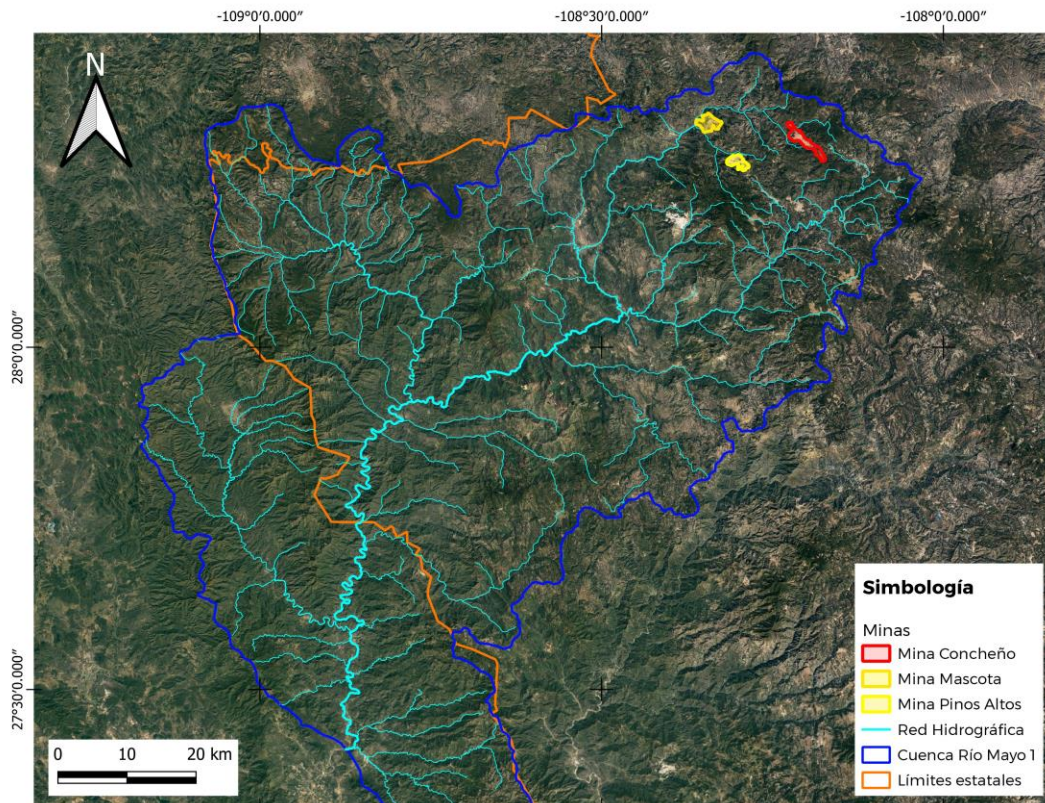 -109°0'0.000" -108°3'0.000" -108°0'0.000"
N
28°0'0.000"
27°30'0.000"
0 10 20 km
Simbología
Minas
Mina Concheño
Mina Mascota
Mina Pinos Altos
Red Hidrográfica
Cuenca Río Mayo 1
Límites estatales